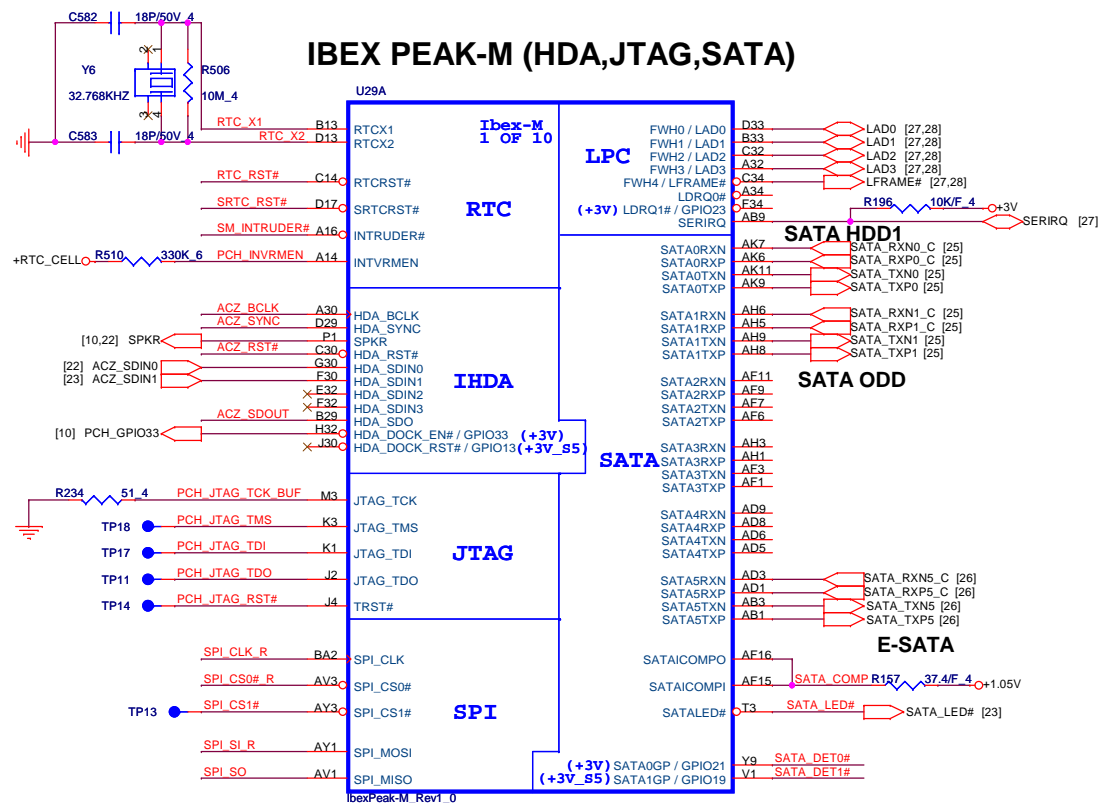 IBEX PEAK-M (HDA,JTAG,SATA)
C582 18P/50V_4
Y6
32.768KHZ
2
1
3
4
R506
10M_4
C583 18P/50V_4
U29A
Ibex-M
1 OF 10
RTC_X1 B13 RTCX1
RTC_X2 D13 RTCX2
RTC_RST# C14 RTCRST#
SRTC_RST# D17 SRTCRST#
SM_INTRUDER# A16 INTRUDER#
+RTC_CELL R510 330K_6 PCH_INVRMEN A14 INTVRMEN
RTC
ACZ_BCLK A30 HDA_BCLK
ACZ_SYNC D29 HDA_SYNC
[10,22] SPKR P1 SPKR
ACZ_RST# C30 HDA_RST#
[22] ACZ_SDIN0 G30 HDA_SDIN0
[23] ACZ_SDIN1 F30 HDA_SDIN1
E32 HDA_SDIN2
F32 HDA_SDIN3
ACZ_SDOUT B29 HDA_SDO
[10] PCH_GPIO33 H32 HDA_DOCK_EN# / GPIO33 (+3V)
J30 HDA_DOCK_RST# / GPIO13 (+3V_S5)
IHDA
R234 51_4 PCH_JTAG_TCK_BUF M3 JTAG_TCK
TP18 PCH_JTAG_TMS K3 JTAG_TMS
TP17 PCH_JTAG_TDI K1 JTAG_TDI
TP11 PCH_JTAG_TDO J2 JTAG_TDO
TP14 PCH_JTAG_RST# J4 TRST#
JTAG
SPI_CLK_R BA2 SPI_CLK
SPI_CS0#_R AV3 SPI_CS0#
TP13 SPI_CS1# AY3 SPI_CS1#
SPI_SI_R AY1 SPI_MOSI
SPI_SO AV1 SPI_MISO
SPI
IbexPeak-M_Rev1_0
LPC
FWH0 / LAD0 D33 LAD0 [27,28]
FWH1 / LAD1 B33 LAD1 [27,28]
FWH2 / LAD2 C32 LAD2 [27,28]
FWH3 / LAD3 A32 LAD3 [27,28]
FWH4 / LFRAME# C34 LFRAME# [27,28]
LDRQ0# A34
(+3V) LDRQ1# / GPIO23 F34
SERIRQ AB9 SERIRQ [27]
R196 10K/F_4 +3V
SATA HDD1
SATA0RXN AK7 SATA_RXN0_C [25]
SATA0RXP AK6 SATA_RXP0_C [25]
SATA0TXN AK11 SATA_TXN0 [25]
SATA0TXP AK9 SATA_TXP0 [25]
SATA1RXN AH6 SATA_RXN1_C [25]
SATA1RXP AH5 SATA_RXP1_C [25]
SATA1TXN AH9 SATA_TXN1 [25]
SATA1TXP AH8 SATA_TXP1 [25]
SATA ODD
SATA2RXN AF11
SATA2RXP AF9
SATA2TXN AF7
SATA2TXP AF6
SATA
SATA3RXN AH3
SATA3RXP AH1
SATA3TXN AF3
SATA3TXP AF1
SATA4RXN AD9
SATA4RXP AD8
SATA4TXN AD6
SATA4TXP AD5
SATA5RXN AD3 SATA_RXN5_C [26]
SATA5RXP AD1 SATA_RXP5_C [26]
SATA5TXN AB3 SATA_TXN5 [26]
SATA5TXP AB1 SATA_TXP5 [26]
E-SATA
SATAICOMPO AF16
SATAICOMPI AF15 SATA_COMP R157 37.4/F_4 +1.05V
SATALED# T3 SATA_LED# SATA_LED# [23]
(+3V) SATA0GP / GPIO21 Y9 SATA_DET0#
(+3V_S5) SATA1GP / GPIO19 V1 SATA_DET1#